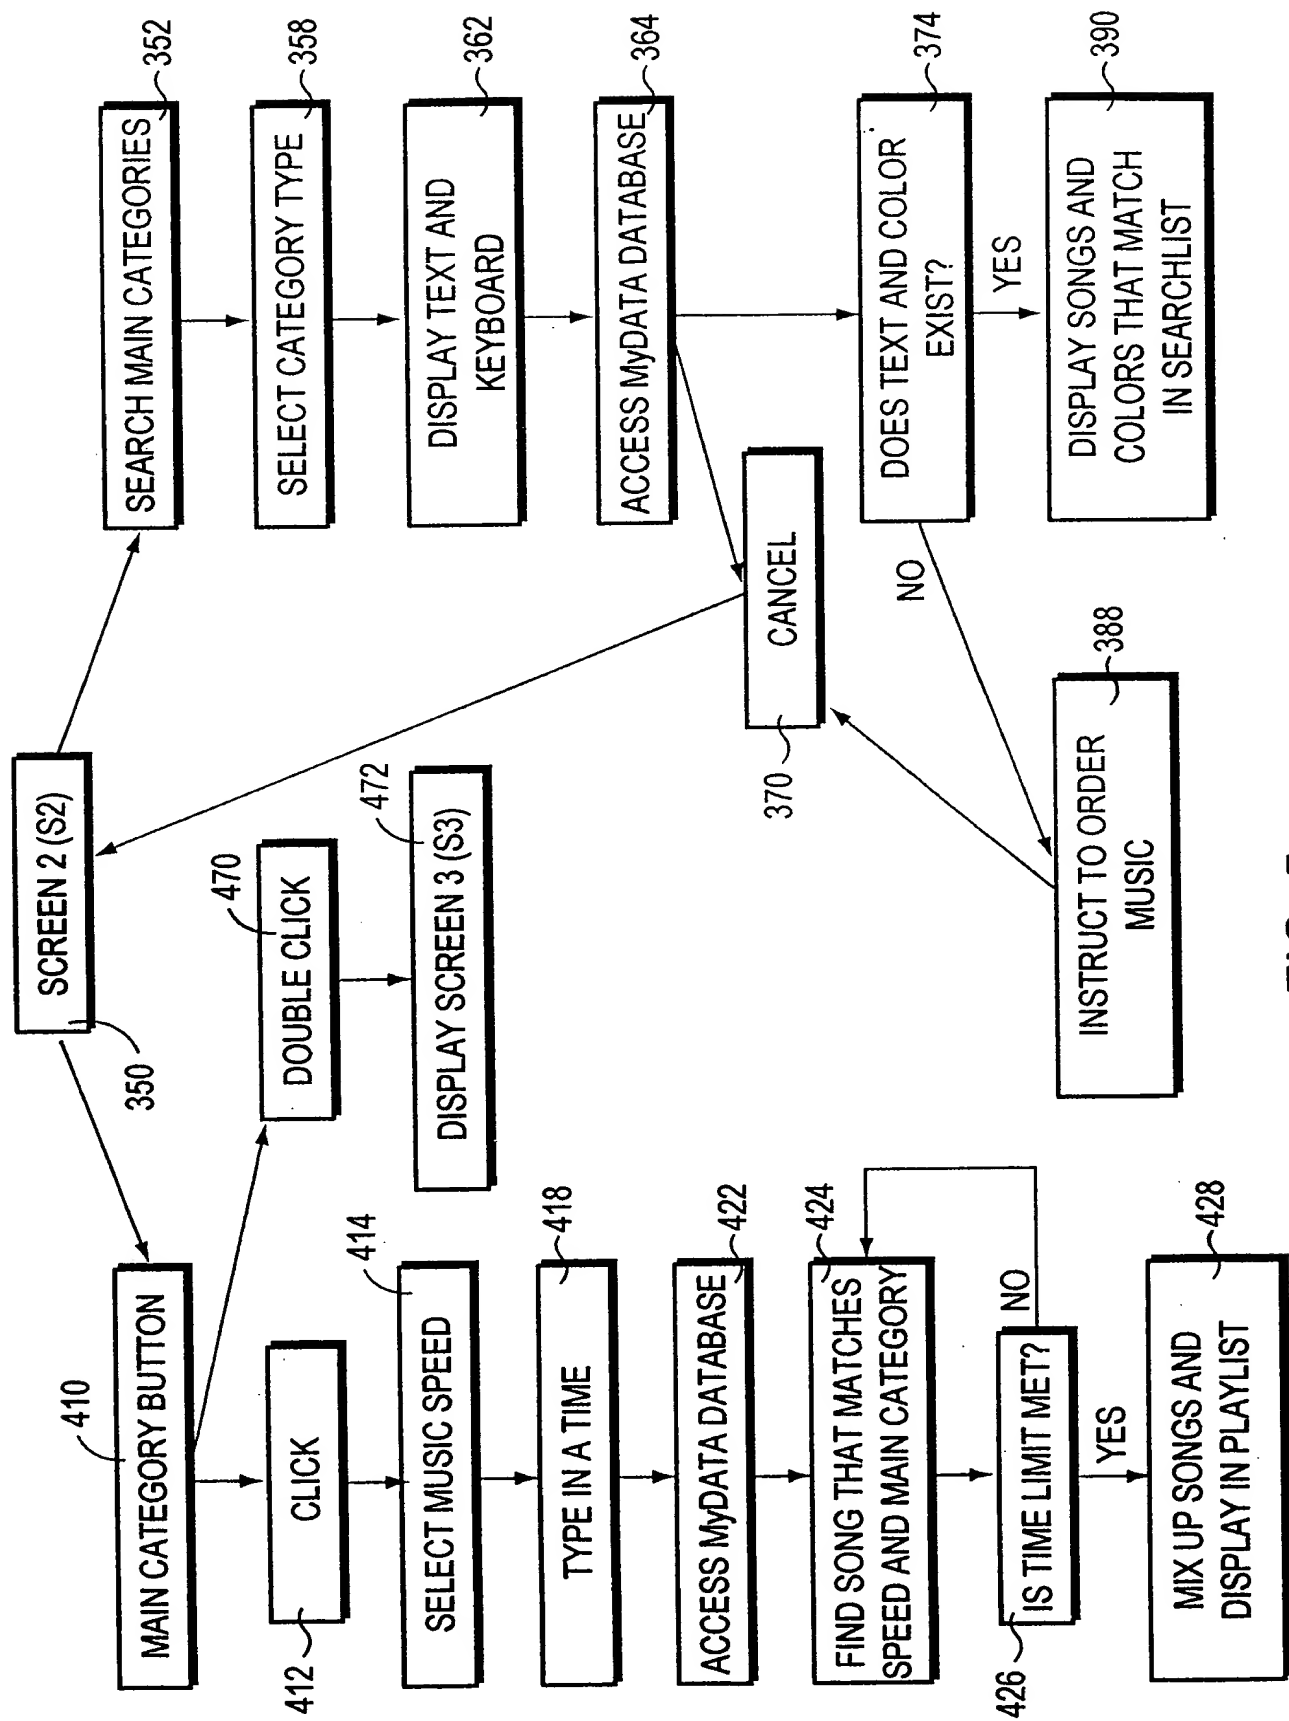 SCREEN 2 (S2)
350
SEARCH MAIN CATEGORIES
352
SELECT CATEGORY TYPE
358
DISPLAY TEXT AND
KEYBOARD
362
ACCESS MyDATA DATABASE
364
CANCEL
370
DOES TEXT AND COLOR
EXIST?
374
NO
YES
INSTRUCT TO ORDER
MUSIC
388
DISPLAY SONGS AND
COLORS THAT MATCH
IN SEARCHLIST
390
MAIN CATEGORY BUTTON
410
DOUBLE CLICK
470
DISPLAY SCREEN 3 (S3)
472
CLICK
412
SELECT MUSIC SPEED
414
TYPE IN A TIME
418
ACCESS MyDATA DATABASE
422
FIND SONG THAT MATCHES
SPEED AND MAIN CATEGORY
424
IS TIME LIMIT MET?
426
NO
YES
MIX UP SONGS AND
DISPLAY IN PLAYLIST
428